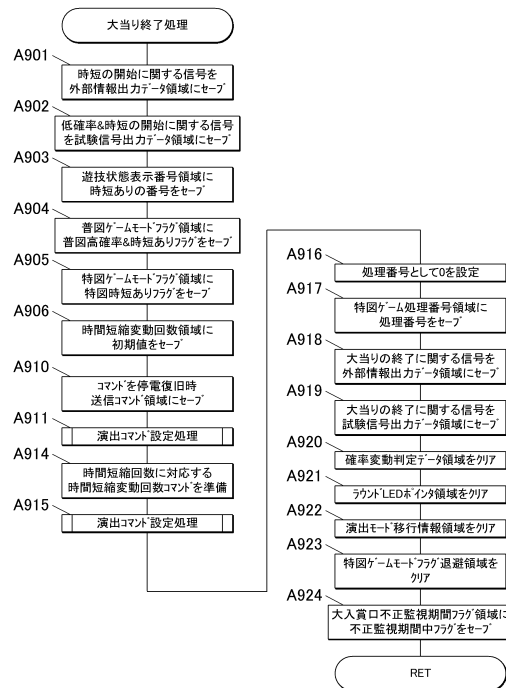 大当り終了処理
A901
時短の開始に関する信号を
外部情報出力データ領域にセーブ
A902
低確率&時短の開始に関する信号
を試験信号出力データ領域にセーブ
A903
遊技状態表示番号領域に
時短ありの番号をセーブ
A904
普図ゲームモードフラグ領域に
普図高確率&時短ありフラグをセーブ
A905
特図ゲームモードフラグ領域に
特図時短ありフラグをセーブ
A906
時間短縮変動回数領域に
初期値をセーブ
A910
コマンドを停電復旧時
送信コマンド領域にセーブ
A911
演出コマンド設定処理
A914
時間短縮回数に対応する
時間短縮変動回数コマンドを準備
A915
演出コマンド設定処理
A916
処理番号として0を設定
A917
特図ゲーム処理番号領域に
処理番号をセーブ
A918
大当りの終了に関する信号を
外部情報出力データ領域にセーブ
A919
大当りの終了に関する信号を
試験信号出力データ領域にセーブ
A920
確率変動判定データ領域をクリア
A921
ラウンドLEDポインタ領域をクリア
A922
演出モード移行情報領域をクリア
A923
特図ゲームモードフラグ退避領域を
クリア
A924
大入賞口不正監視期間フラグ領域に
不正監視期間中フラグをセーブ
RET